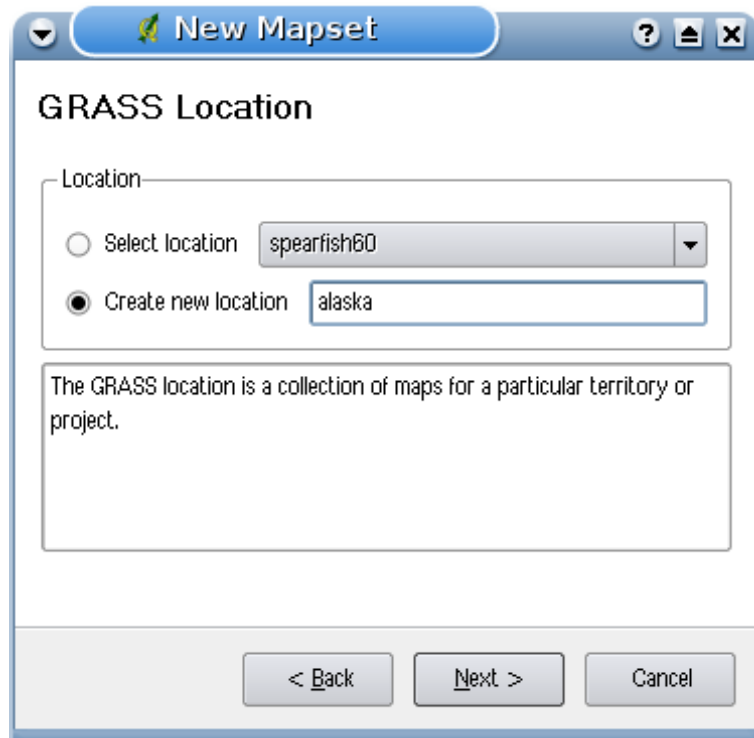 New Mapset
GRASS Location
Location
Select location spearfish60
Create new location alaska
The GRASS location is a collection of maps for a particular territory or
project.
< Back Next > Cancel